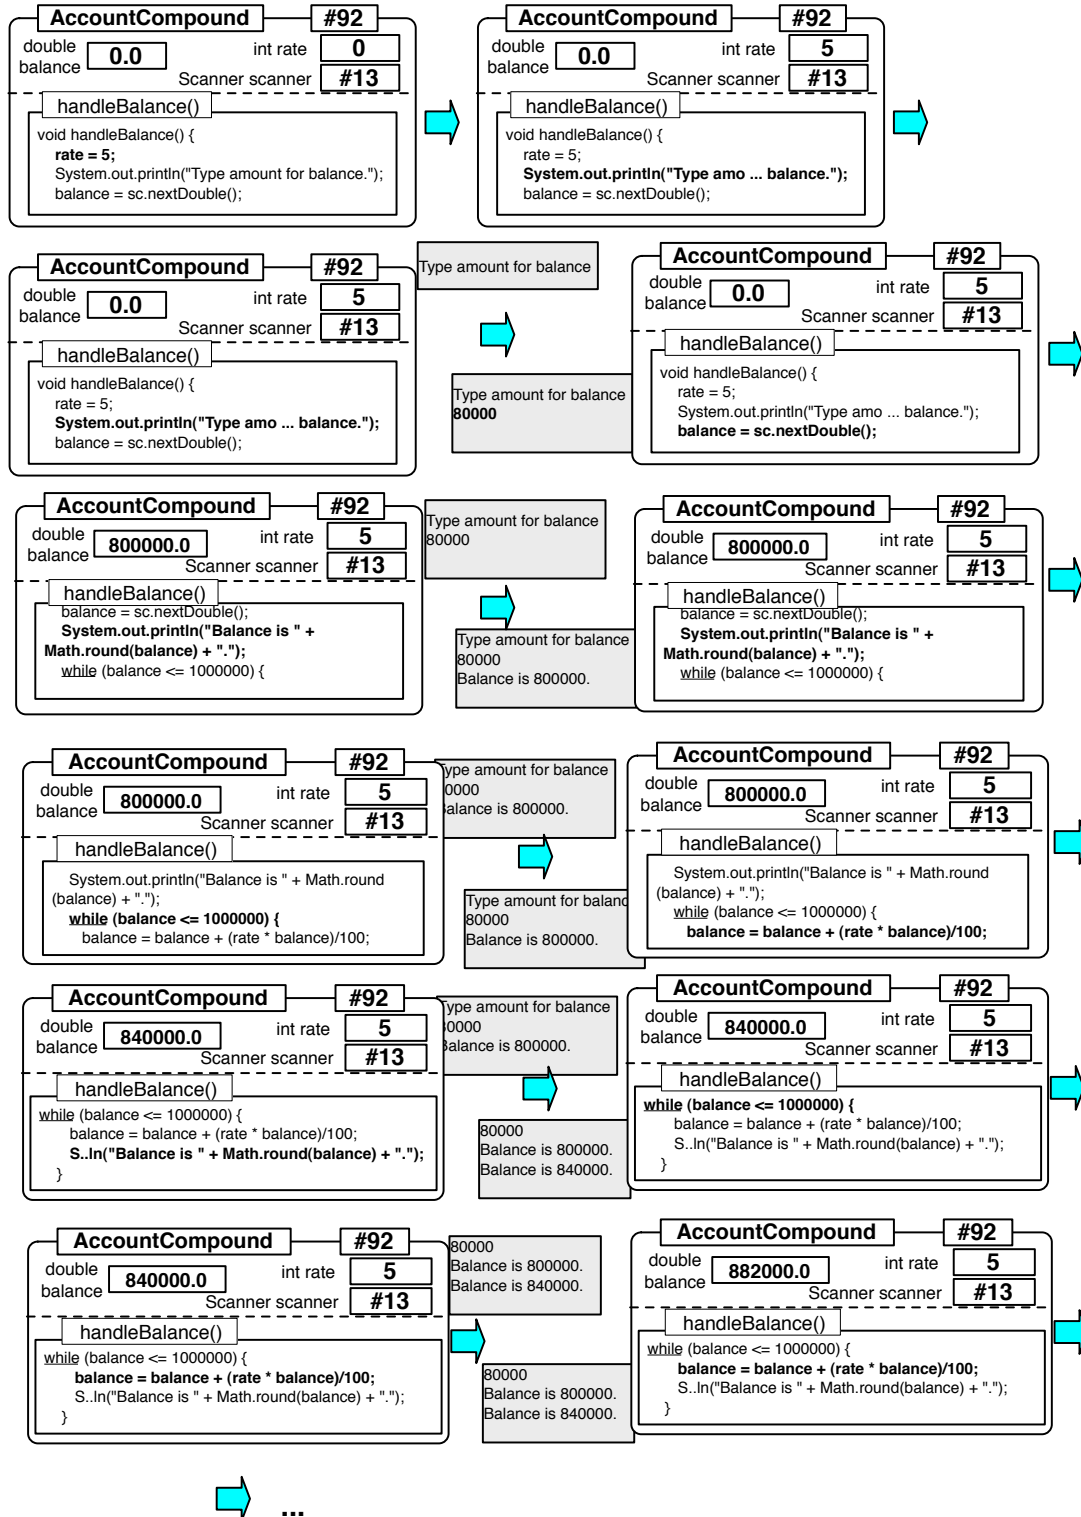 AccountCompound #92
double balance 0.0 int rate 0
Scanner scanner #13
handleBalance()
void handleBalance() {
rate = 5;
System.out.println("Type amount for balance.");
balance = sc.nextDouble();
AccountCompound #92
double balance 0.0 int rate 5
Scanner scanner #13
handleBalance()
void handleBalance() {
rate = 5;
System.out.println("Type amo ... balance.");
balance = sc.nextDouble();
AccountCompound #92
double balance 0.0 int rate 5
Scanner scanner #13
handleBalance()
void handleBalance() {
rate = 5;
System.out.println("Type amo ... balance.");
balance = sc.nextDouble();
Type amount for balance
Type amount for balance
80000
AccountCompound #92
double balance 0.0 int rate 5
Scanner scanner #13
handleBalance()
void handleBalance() {
rate = 5;
System.out.println("Type amo ... balance.");
balance = sc.nextDouble();
AccountCompound #92
double balance 800000.0 int rate 5
Scanner scanner #13
handleBalance()
balance = sc.nextDouble();
System.out.println("Balance is " +
Math.round(balance) + ".");
while (balance <= 1000000) {
Type amount for balance
80000
Type amount for balance
80000
Balance is 800000.
AccountCompound #92
double balance 800000.0 int rate 5
Scanner scanner #13
handleBalance()
balance = sc.nextDouble();
System.out.println("Balance is " +
Math.round(balance) + ".");
while (balance <= 1000000) {
AccountCompound #92
double balance 800000.0 int rate 5
Scanner scanner #13
handleBalance()
System.out.println("Balance is " + Math.round
(balance) + ".");
while (balance <= 1000000) {
balance = balance + (rate * balance)/100;
ype amount for balance
0000
alance is 800000.
Type amount for balanc
80000
Balance is 800000.
AccountCompound #92
double balance 800000.0 int rate 5
Scanner scanner #13
handleBalance()
System.out.println("Balance is " + Math.round
(balance) + ".");
while (balance <= 1000000) {
balance = balance + (rate * balance)/100;
AccountCompound #92
double balance 840000.0 int rate 5
Scanner scanner #13
handleBalance()
while (balance <= 1000000) {
balance = balance + (rate * balance)/100;
S..ln("Balance is " + Math.round(balance) + ".");
}
ype amount for balance
0000
alance is 800000.
80000
Balance is 800000.
Balance is 840000.
AccountCompound #92
double balance 840000.0 int rate 5
Scanner scanner #13
handleBalance()
while (balance <= 1000000) {
balance = balance + (rate * balance)/100;
S..ln("Balance is " + Math.round(balance) + ".");
}
AccountCompound #92
double balance 840000.0 int rate 5
Scanner scanner #13
handleBalance()
while (balance <= 1000000) {
balance = balance + (rate * balance)/100;
S..ln("Balance is " + Math.round(balance) + ".");
}
80000
Balance is 800000.
Balance is 840000.
80000
Balance is 800000.
Balance is 840000.
AccountCompound #92
double balance 882000.0 int rate 5
Scanner scanner #13
handleBalance()
while (balance <= 1000000) {
balance = balance + (rate * balance)/100;
S..ln("Balance is " + Math.round(balance) + ".");
}
...